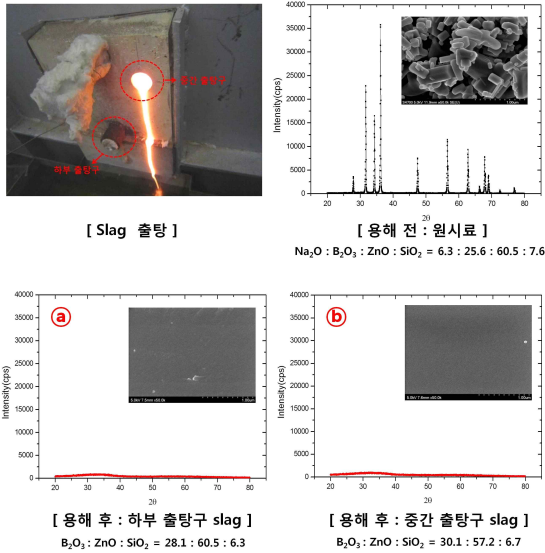 중간 출탕구
하부 출탕구
[ Slag 출탕 ]
40000
35000
30000
25000
20000
15000
10000
5000
0
Intensity(cps)
20 30 40 50 60 70 80
2θ
1.00um
[ 용해 전 : 원시료 ]
Na₂O : B₂O₃ : ZnO : SiO₂ = 6.3 : 25.6 : 60.5 : 7.6
ⓐ
40000
35000
30000
25000
20000
15000
10000
5000
0
Intensity(cps)
20 30 40 50 60 70 80
2θ
1.00um
[ 용해 후 : 하부 출탕구 slag ]
B₂O₃ : ZnO : SiO₂ = 28.1 : 60.5 : 6.3
ⓑ
40000
35000
30000
25000
20000
15000
10000
5000
0
Intensity(cps)
20 30 40 50 60 70 80
2θ
1.00um
[ 용해 후 : 중간 출탕구 slag ]
B₂O₃ : ZnO : SiO₂ = 30.1 : 57.2 : 6.7